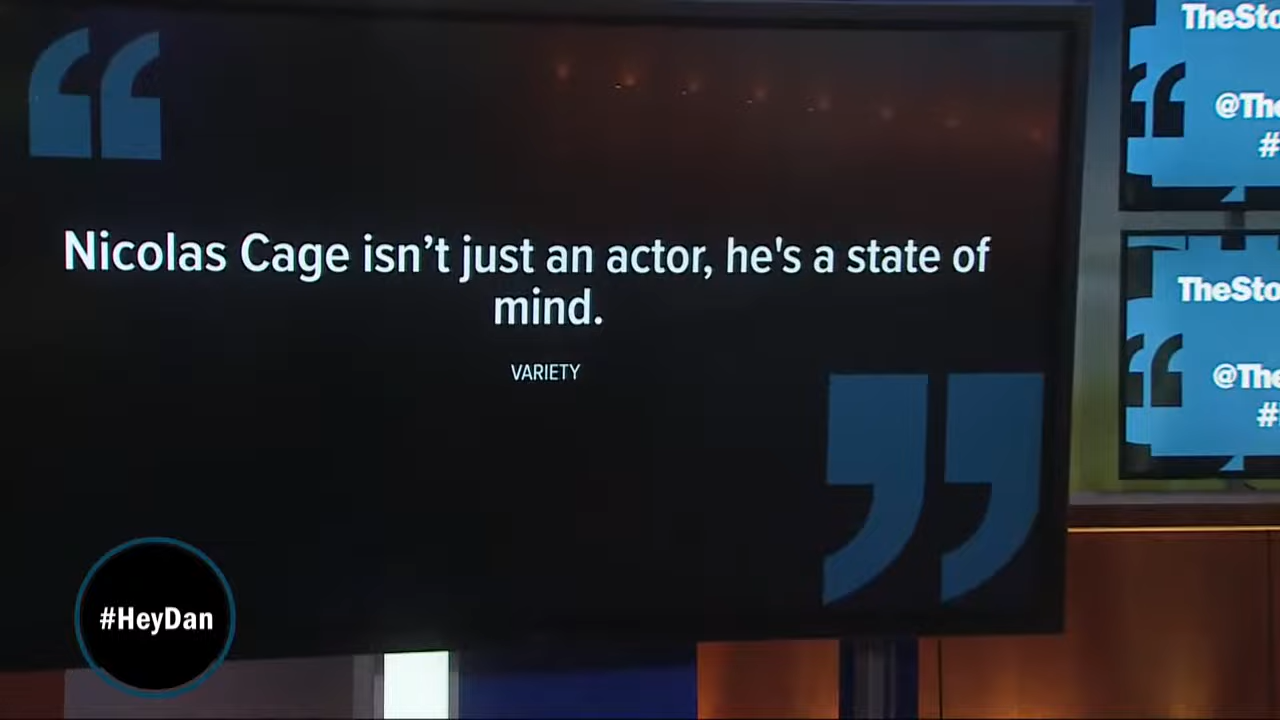 Nicolas Cage isn’t just an actor, he's a state of
mind.
VARIETY
#HeyDan
TheSto
@The
#
TheSto
@The
#